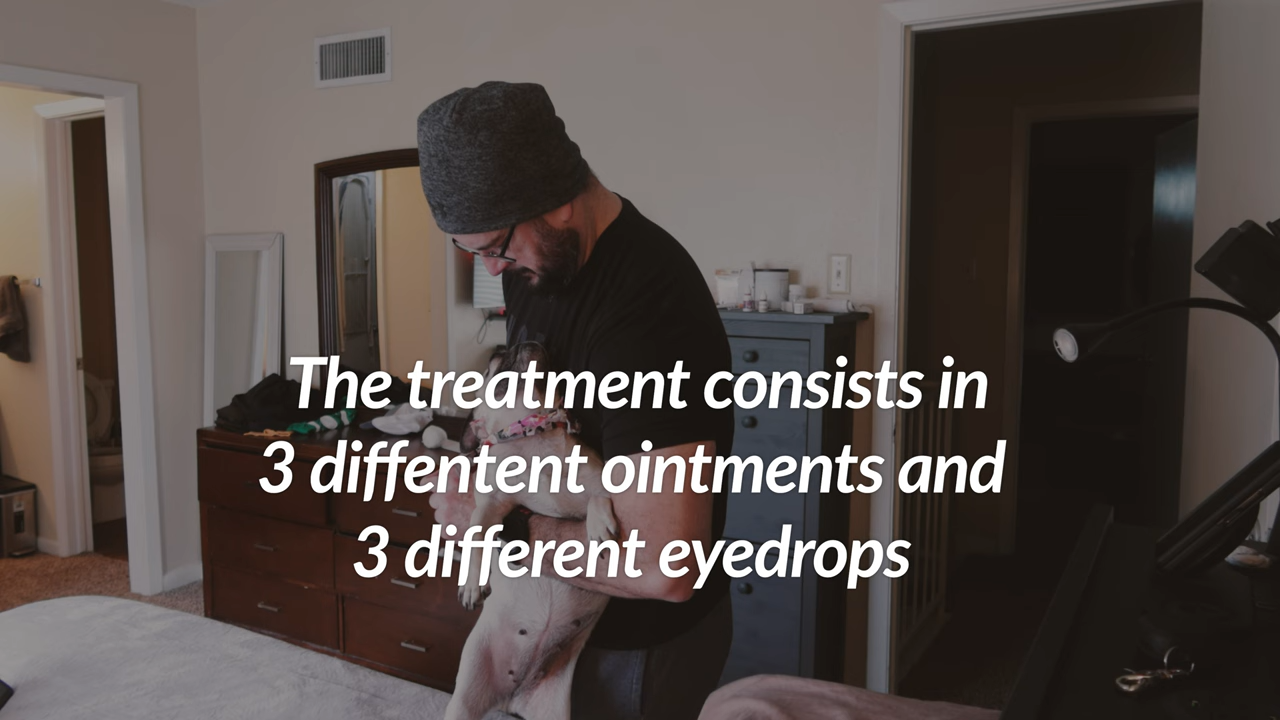 The treatment consists in
3 diffentent ointments and
3 different eyedrops